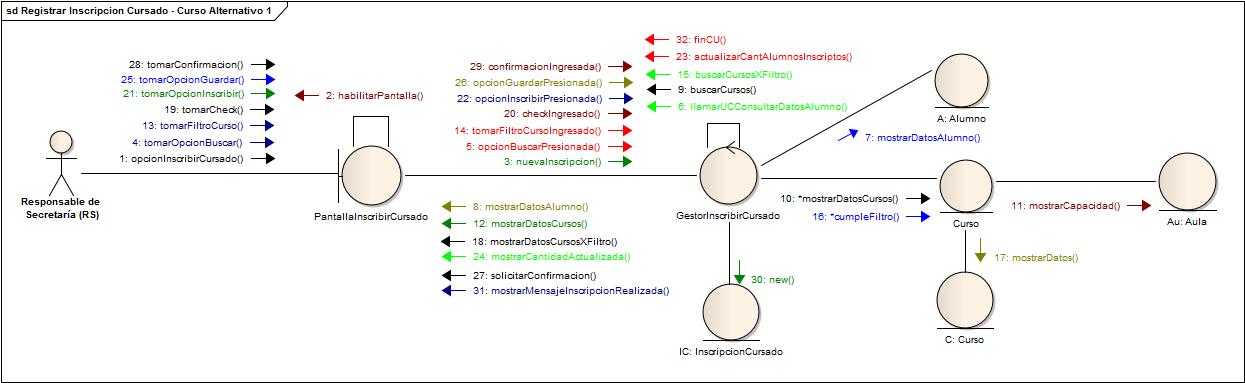 sd Registrar Inscripcion Cursado - Curso Alternativo 1
28: tomarConfirmacion()
25: tomarOpcionGuardar()
21: tomarOpcionInscribir()
19: tomarCheck()
13: tomarFiltroCurso()
4: tomarOpcionBuscar()
1: opcionInscribirCursado()
2: habilitarPantalla()
29: confirmacionIngresada()
26: opcionGuardarPresionada()
22: opcionInscribirPresionada()
20: checkIngresado()
14: tomarFiltroCursoIngresado()
5: opcionBuscarPresionada()
3: nuevaInscripcion()
32: finCU()
23: actualizarCantAlumnosInscriptos()
15: buscarCursosXFiltro()
9: buscarCursos()
6: llamarUCConsultarDatosAlumno()
A: Alumno
7: mostrarDatosAlumno()
Responsable de
Secretaría (RS)
PantallaInscribirCursado
GestorInscribirCursado
10: *mostrarDatosCursos()
16: *cumpleFiltro()
Curso
11: mostrarCapacidad()
Au: Aula
8: mostrarDatosAlumno()
12: mostrarDatosCursos()
18: mostrarDatosCursosXFiltro()
24: mostrarCantidadActualizada()
27: solicitarConfirmacion()
31: mostrarMensajeInscripcionRealizada()
17: mostrarDatos()
30: new()
IC: InscripcionCursado
C: Curso